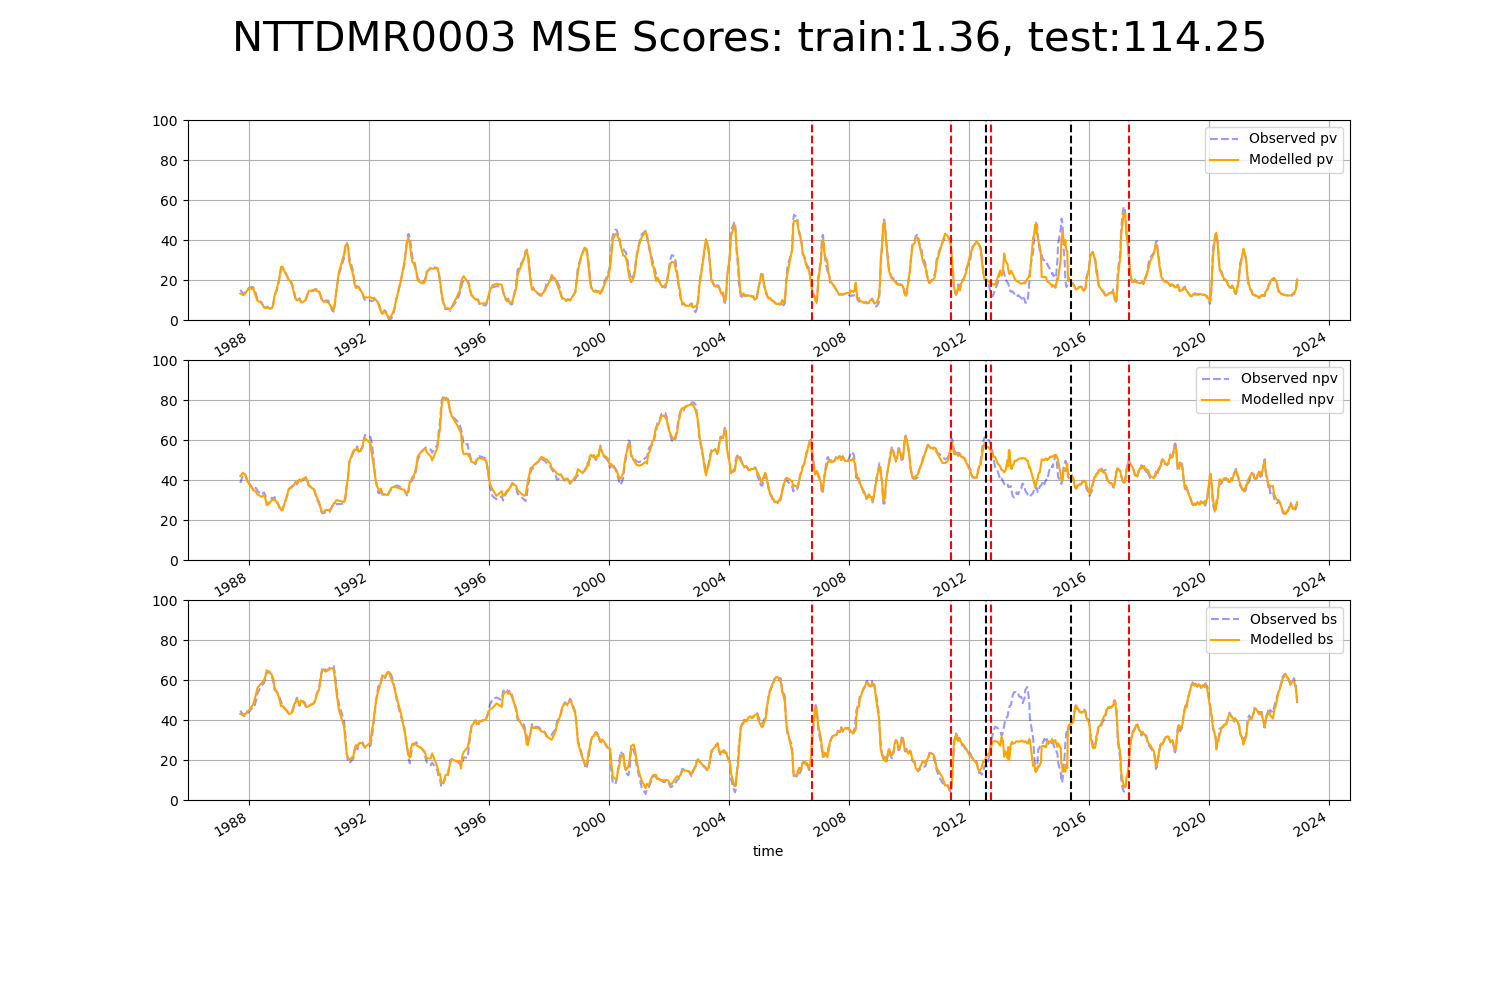 NTTDMR0003 MSE Scores: train:1.36, test:114.25
100
80
60
40
20
0
Observed pv
Modelled pv
1988 1992 1996 2000 2004 2008 2012 2016 2020 2024
100
80
60
40
20
0
Observed npv
Modelled npv
1988 1992 1996 2000 2004 2008 2012 2016 2020 2024
100
80
60
40
20
0
Observed bs
Modelled bs
1988 1992 1996 2000 2004 2008 2012 2016 2020 2024
time